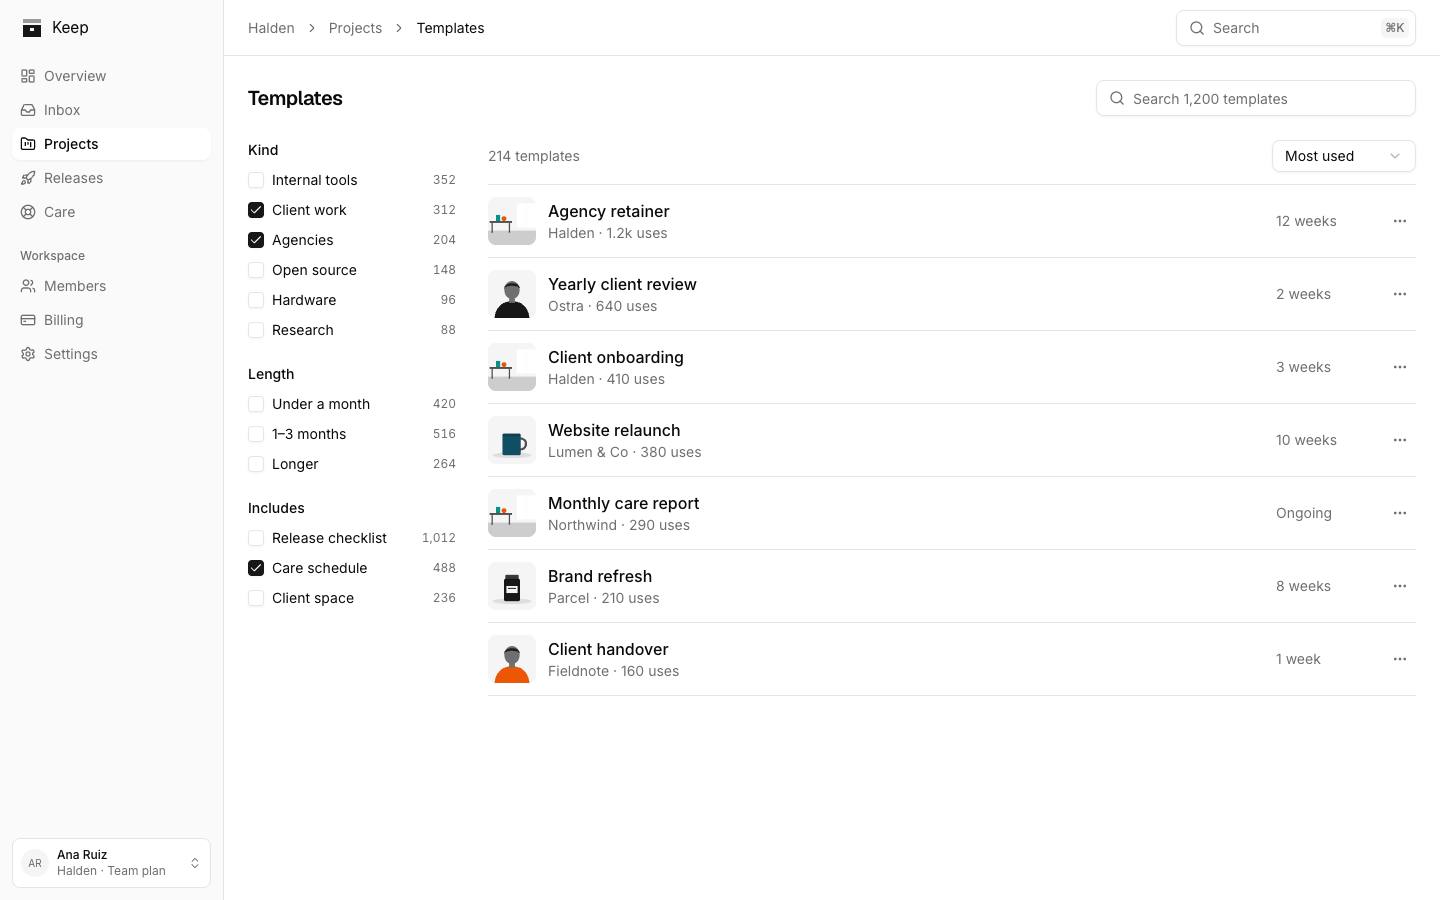 Keep
Overview
Inbox
Projects
Releases
Care
Workspace
Members
Billing
Settings
AR
Ana Ruiz
Halden · Team plan
Halden
Projects
Templates
Search
⌘K
Templates
Search 1,200 templates
Kind
Internal tools 352
Client work 312
Agencies 204
Open source 148
Hardware 96
Research 88
Length
Under a month 420
1–3 months 516
Longer 264
Includes
Release checklist 1,012
Care schedule 488
Client space 236
214 templates
Most used
Agency retainer
Halden · 1.2k uses
12 weeks
Yearly client review
Ostra · 640 uses
2 weeks
Client onboarding
Halden · 410 uses
3 weeks
Website relaunch
Lumen & Co · 380 uses
10 weeks
Monthly care report
Northwind · 290 uses
Ongoing
Brand refresh
Parcel · 210 uses
8 weeks
Client handover
Fieldnote · 160 uses
1 week